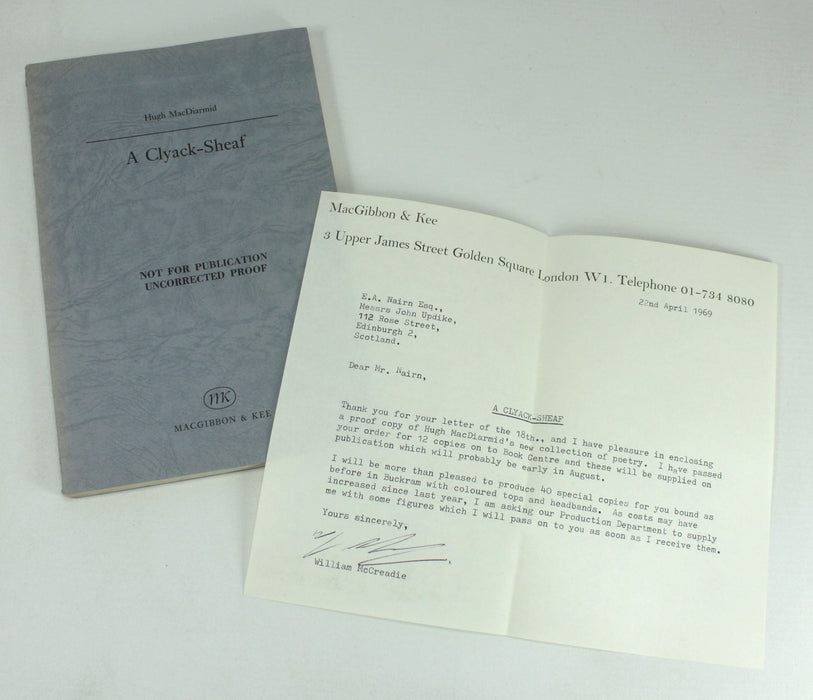 Hugh MacDiarmid
A Clyack-Sheaf
NOT FOR PUBLICATION
UNCORRECTED PROOF
MK
MACGIBBON & KEE
MacGibbon & Kee
3 Upper James Street Golden Square London W1. Telephone 01-734 8080
22nd April 1969
E.A. Nairn Esq.,
Messrs John Updike,
112 Rose Street,
Edinburgh 2,
Scotland.
Dear Mr. Nairn,
A CLYACK-SHEAF
Thank you for your letter of the 18th., and I have pleasure in enclosing
a proof copy of Hugh MacDiarmid's new collection of poetry. I have passed
your order for 12 copies on to Book Centre and these will be supplied on
publication which will probably be early in August.
I will be more than pleased to produce 40 special copies for you bound as
before in Buckram with coloured tops and headbands. As costs may have
increased since last year, I am asking our Production Department to supply
me with some figures which I will pass on to you as soon as I receive them.
Yours sincerely,
William McCreadie